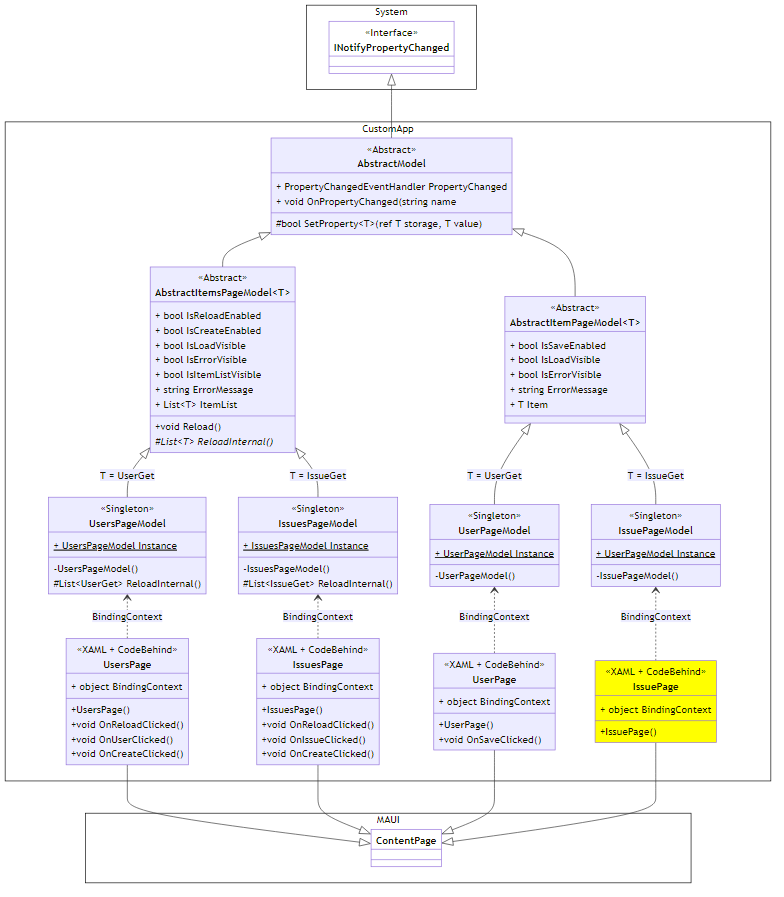 System
«Interface»
INotifyPropertyChanged
CustomApp
«Abstract»
AbstractModel
+ PropertyChangedEventHandler PropertyChanged
+ void OnPropertyChanged(string name
#bool SetProperty<T>(ref T storage, T value)
«Abstract»
AbstractItemsPageModel<T>
+ bool IsReloadEnabled
+ bool IsCreateEnabled
+ bool IsLoadVisible
+ bool IsErrorVisible
+ bool IsItemListVisible
+ string ErrorMessage
+ List<T> ItemList
+void Reload()
#List<T> ReloadInternal()
«Abstract»
AbstractItemPageModel<T>
+ bool IsSaveEnabled
+ bool IsLoadVisible
+ bool IsErrorVisible
+ string ErrorMessage
+ T Item
T = UserGet
T = IssueGet
T = UserGet
T = IssueGet
«Singleton»
UsersPageModel
+ UsersPageModel Instance
-UsersPageModel()
#List<UserGet> ReloadInternal()
«Singleton»
IssuesPageModel
+ IssuesPageModel Instance
-IssuesPageModel()
#List<IssueGet> ReloadInternal()
«Singleton»
UserPageModel
+ UserPageModel Instance
-UserPageModel()
«Singleton»
IssuePageModel
+ UserPageModel Instance
-IssuePageModel()
BindingContext
BindingContext
BindingContext
BindingContext
«XAML + CodeBehind»
UsersPage
+ object BindingContext
+UsersPage()
+void OnReloadClicked()
+void OnUserClicked()
+void OnCreateClicked()
«XAML + CodeBehind»
IssuesPage
+ object BindingContext
+IssuesPage()
+void OnReloadClicked()
+void OnIssueClicked()
+void OnCreateClicked()
«XAML + CodeBehind»
UserPage
+ object BindingContext
+UserPage()
+void OnSaveClicked()
«XAML + CodeBehind»
IssuePage
+ object BindingContext
+IssuePage()
MAUI
ContentPage